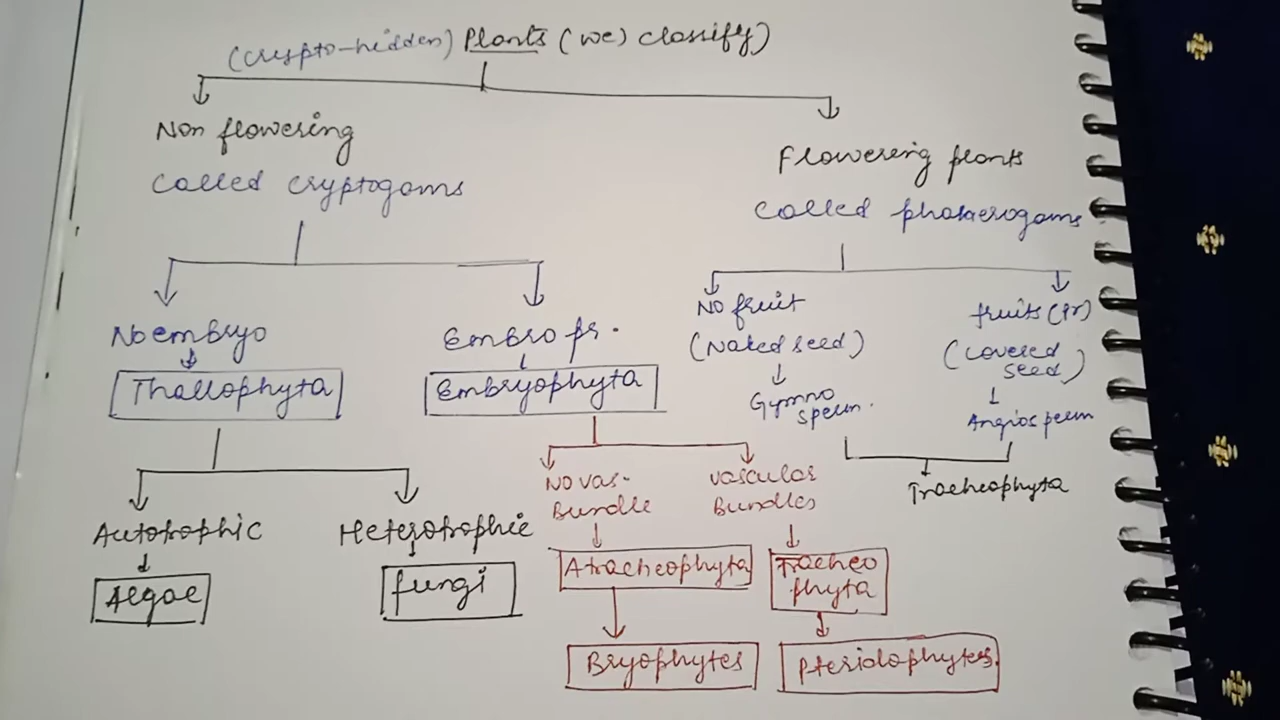 (crypto-hidden) Plants (we) classify)
Non flowering
called cryptogams
Flowering plants
called phanerogams
No embryo
Thallophyta
Embryo pr.
Embryophyta
No fruit
(Naked seed)
Gymno
sperm.
fruits (Pr)
(covered
seed)
Angiosperm
Tracheophyta
Autotrophic
Algae
Heterotrophic
fungi
No vas-
Bundle
Atracheophyta
Bryophytes
vascular
Bundles
Tracheo
phyta
Pteridophytes